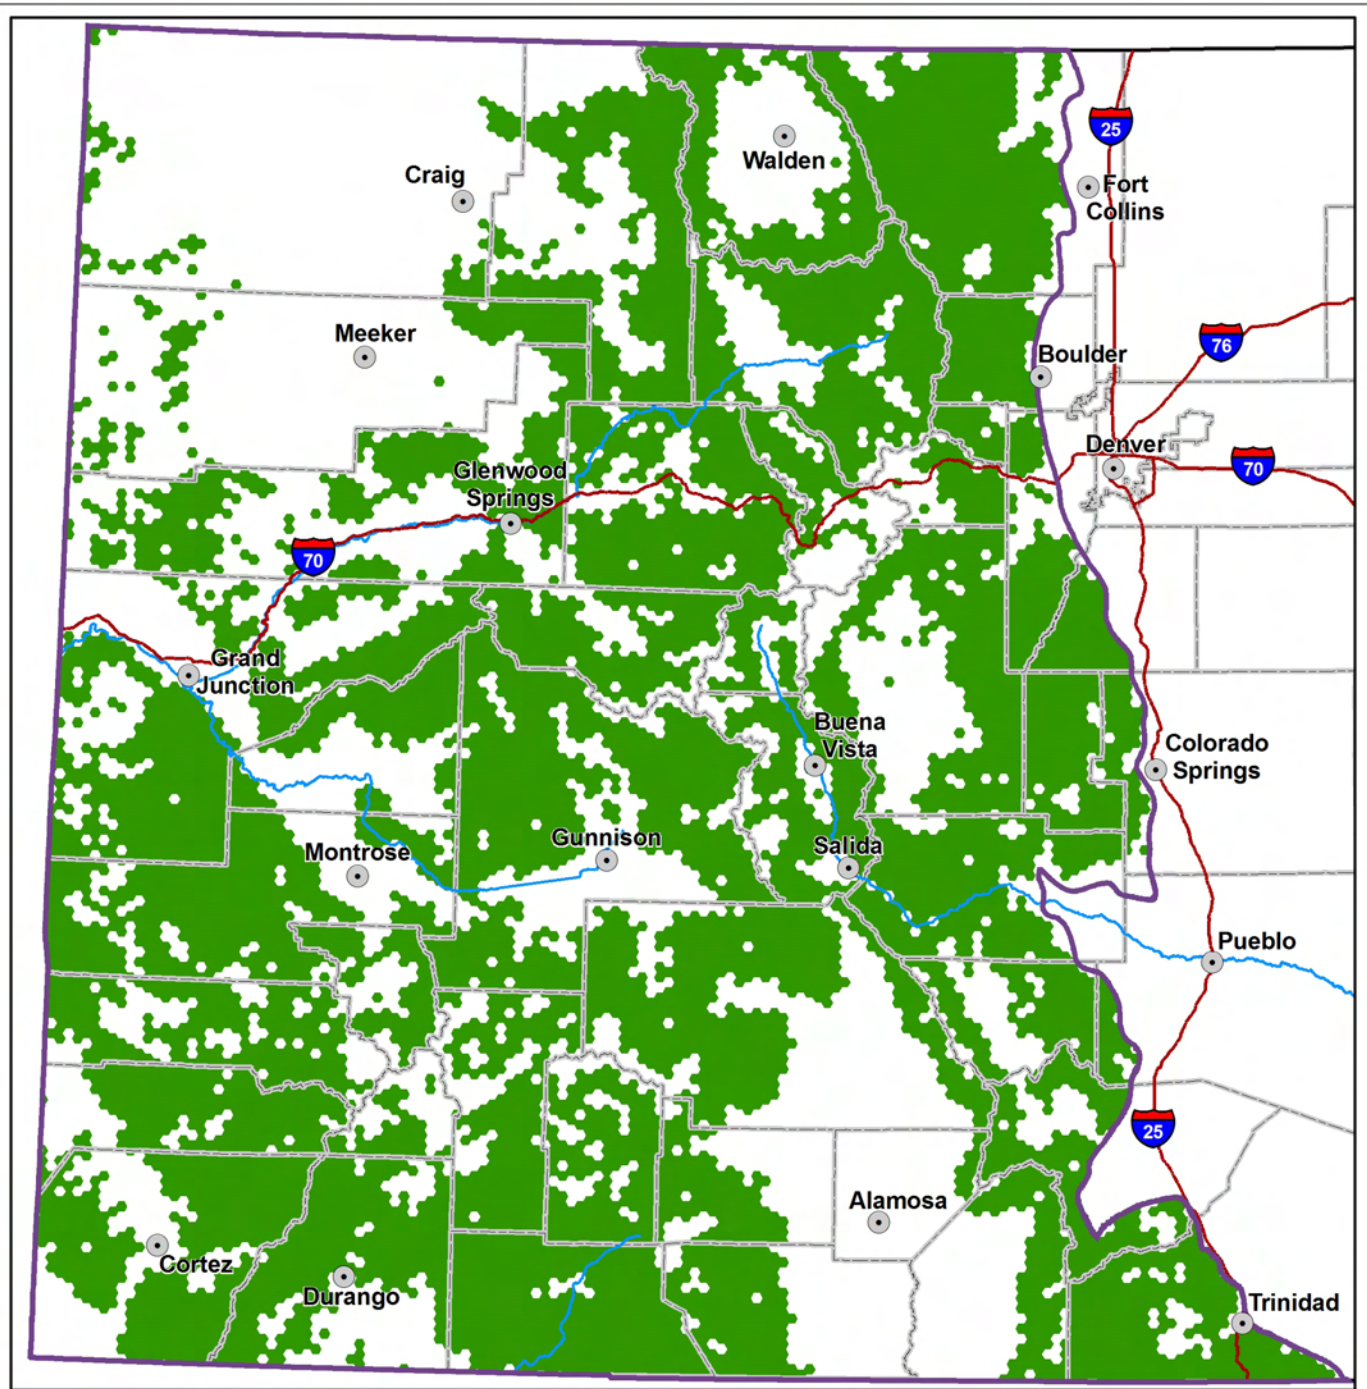 25
Walden
Craig
Fort
Collins
Meeker
76
Boulder
Denver
Glenwood
Springs
70
70
Grand
Junction
Buena
Vista
Colorado
Springs
Gunnison
Salida
Montrose
Pueblo
25
Alamosa
Cortez
Durango
Trinidad